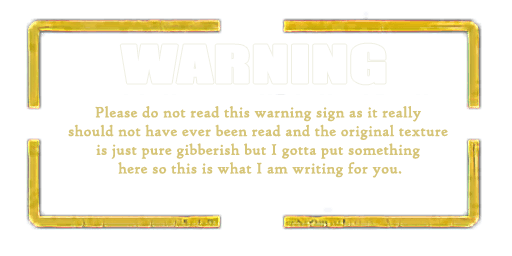 WARNING
Please do not read this warning sign as it really
should not have ever been read and the original texture
is just pure gibberish but I gotta put something
here so this is what I am writing for you.